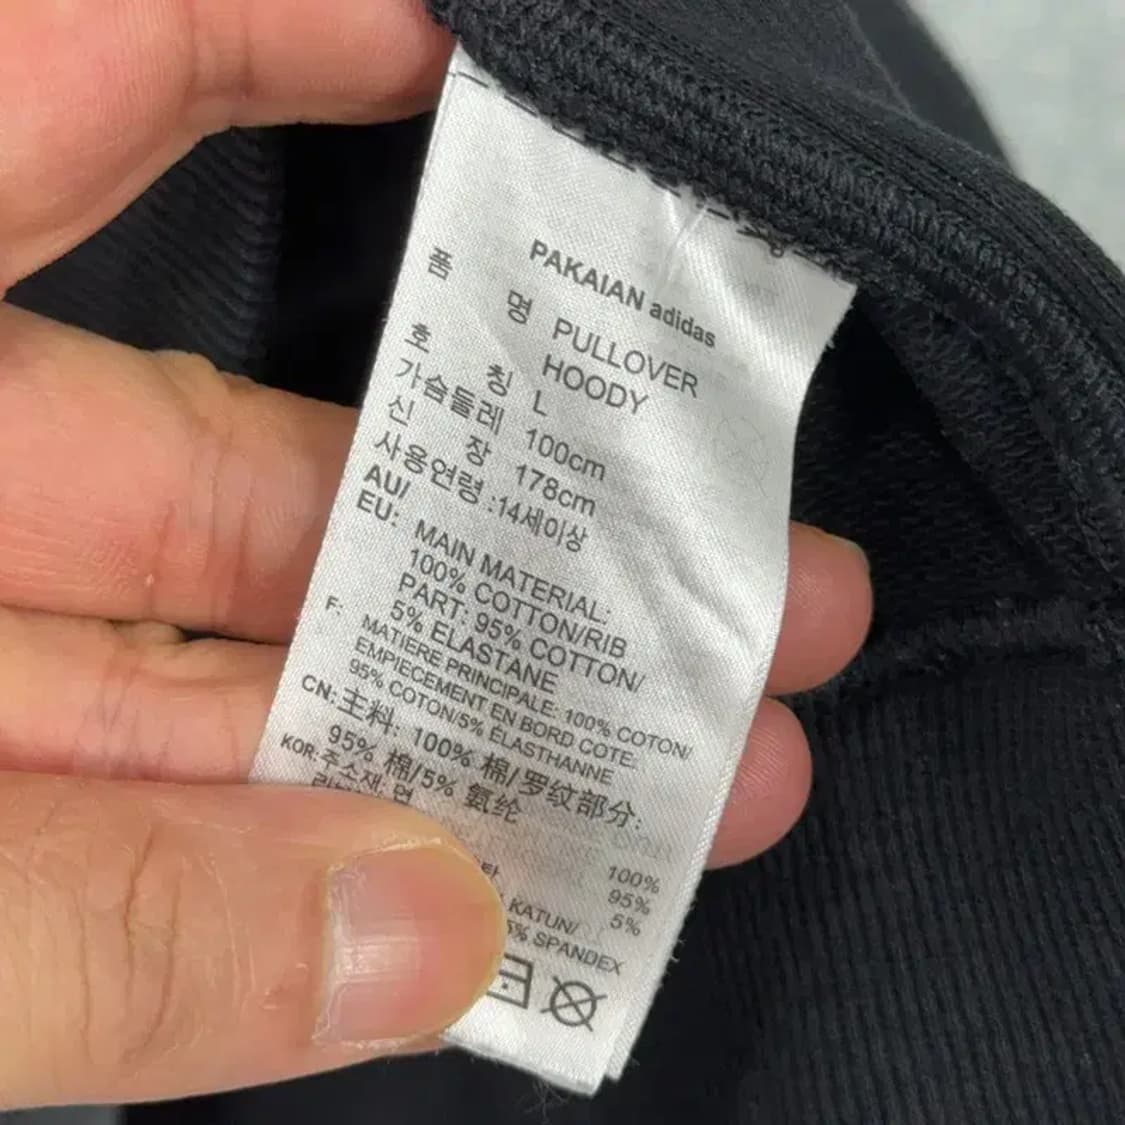 PAKAIAN adidas
품 명 PULLOVER
HOODY
호 칭 L
가슴둘레 100cm
신 장 178cm
사용연령 :14세이상
AU/
EU: MAIN MATERIAL:
100% COTTON/RIB
PART: 95% COTTON/
5% ELASTANE
F: MATIERE PRINCIPALE: 100% COTON/
EMPIECEMENT EN BORD COTE:
95% COTON/5% ÉLASTHANNE
CN: 主料: 100% 棉/罗纹部分:
95% 棉/5% 氨纶
KOR: 주소재: 면 100%
95%
탄 5%
KATUN/
5% SPANDEX